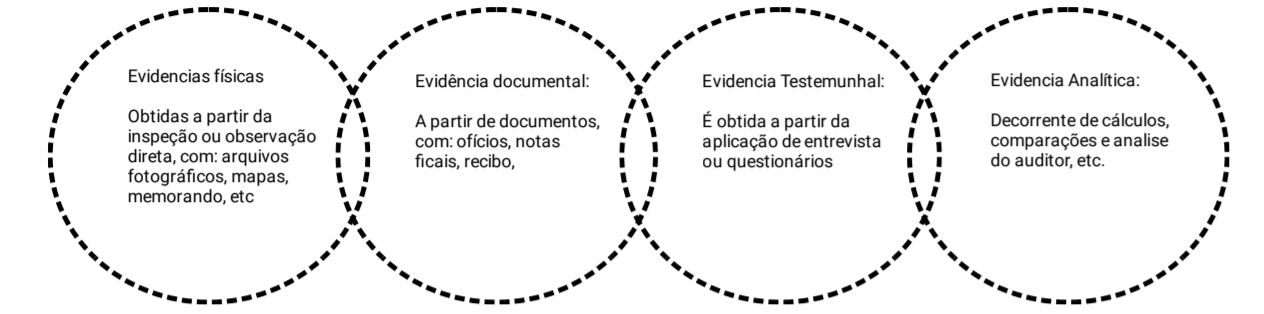 Evidencias físicas
Obtidas a partir da
inspeção ou observação
direta, com: arquivos
fotográficos, mapas,
memorando, etc
Evidência documental:
A partir de documentos,
com: ofícios, notas
ficais, recibo,
Evidencia Testemunhal:
É obtida a partir da
aplicação de entrevista
ou questionários
Evidencia Analítica:
Decorrente de cálculos,
comparações e analise
do auditor, etc.